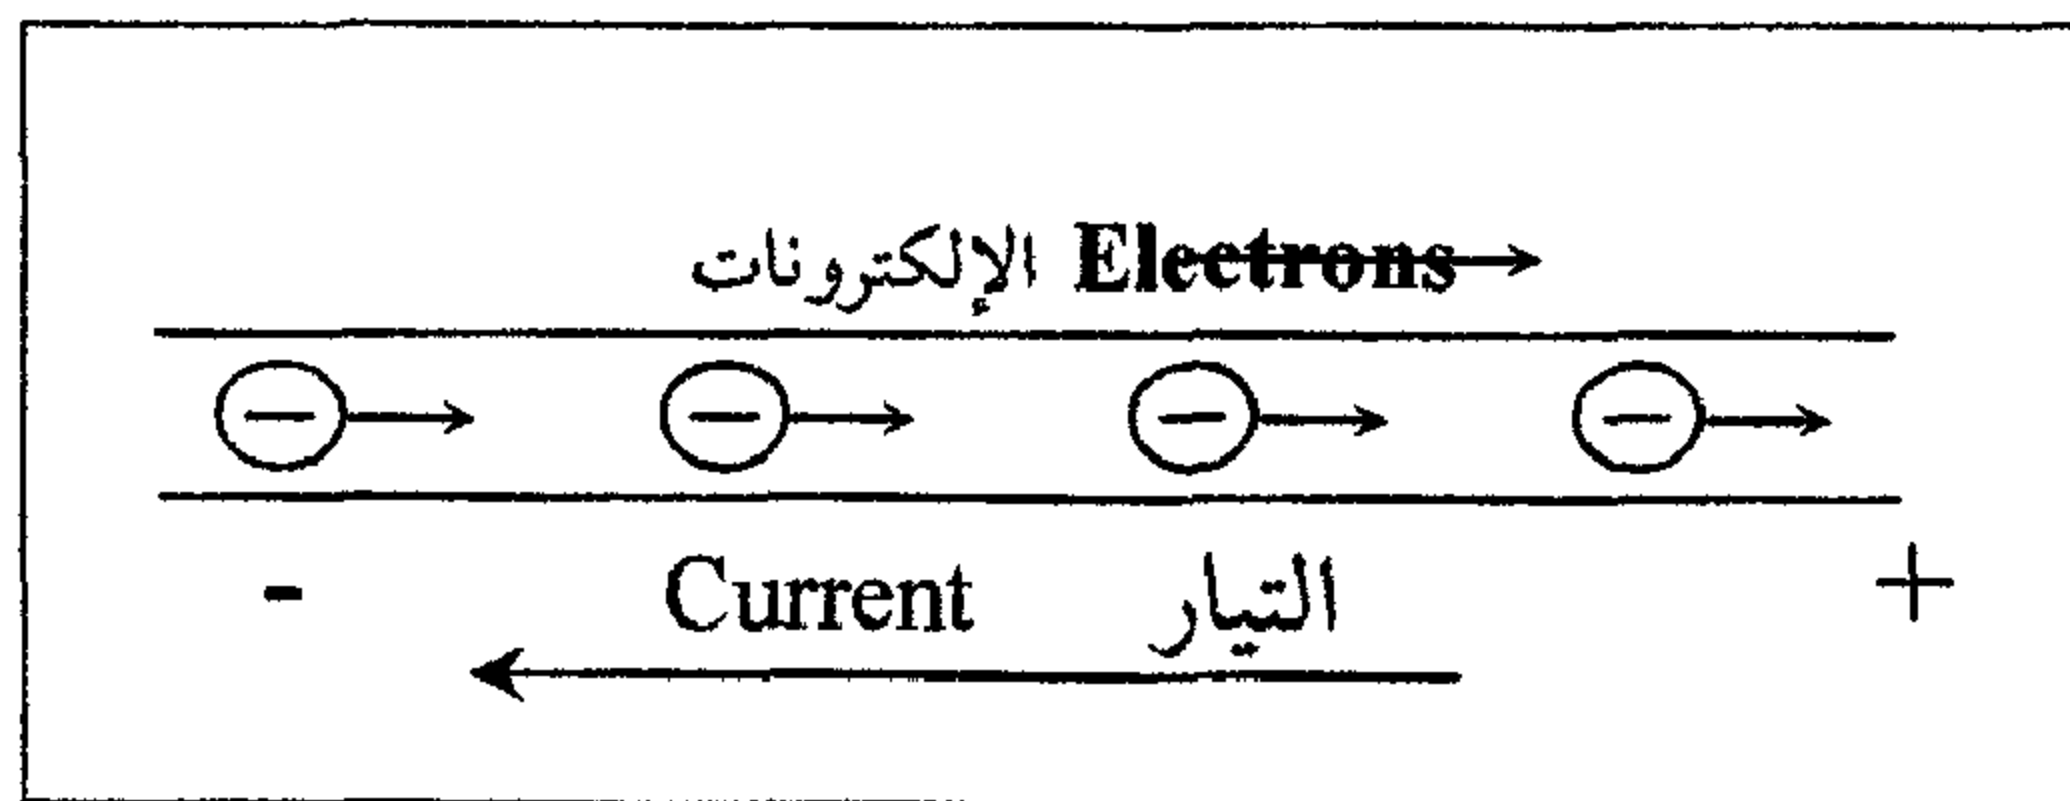 الإلكترونات Electrons
- - - -
- Current التيار +